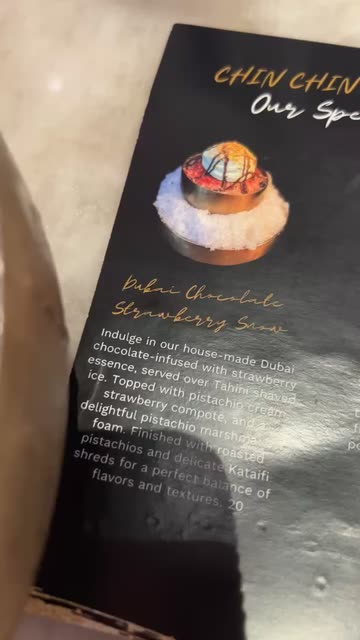 CHIN CHIN
Our Spe
Dubai Chocolate
Strawberry Snow
Indulge in our house-made Dubai
chocolate-infused with strawberry
essence, served over Tahini shaved
ice. Topped with pistachio cream,
strawberry compote, and a
delightful pistachio marshm
foam. Finished with roasted
pistachios and delicate Kataifi
shreds for a perfect balance of
flavors and textures. 20